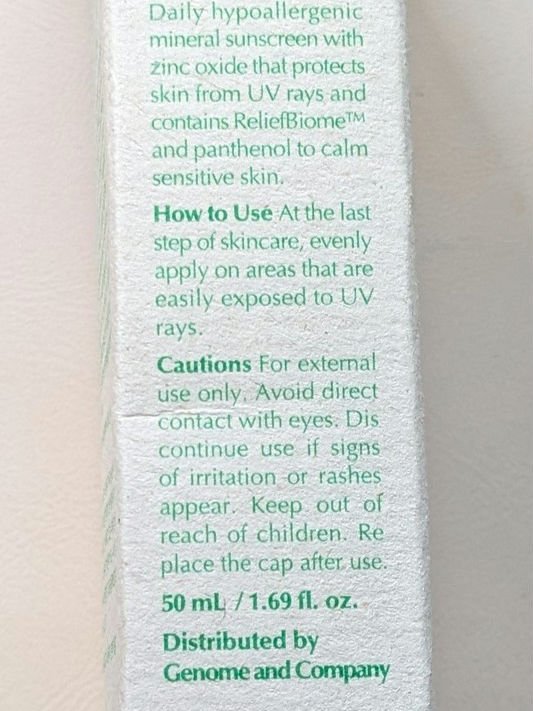 Daily hypoallergenic
mineral sunscreen with
zinc oxide that protects
skin from UV rays and
contains ReliefBiome™
and panthenol to calm
sensitive skin.
How to Use At the last
step of skincare, evenly
apply on areas that are
easily exposed to UV
rays.
Cautions For external
use only. Avoid direct
contact with eyes. Dis
continue use if signs
of irritation or rashes
appear. Keep out of
reach of children. Re
place the cap after use.
50 mL / 1.69 fl. oz.
Distributed by
Genome and Company